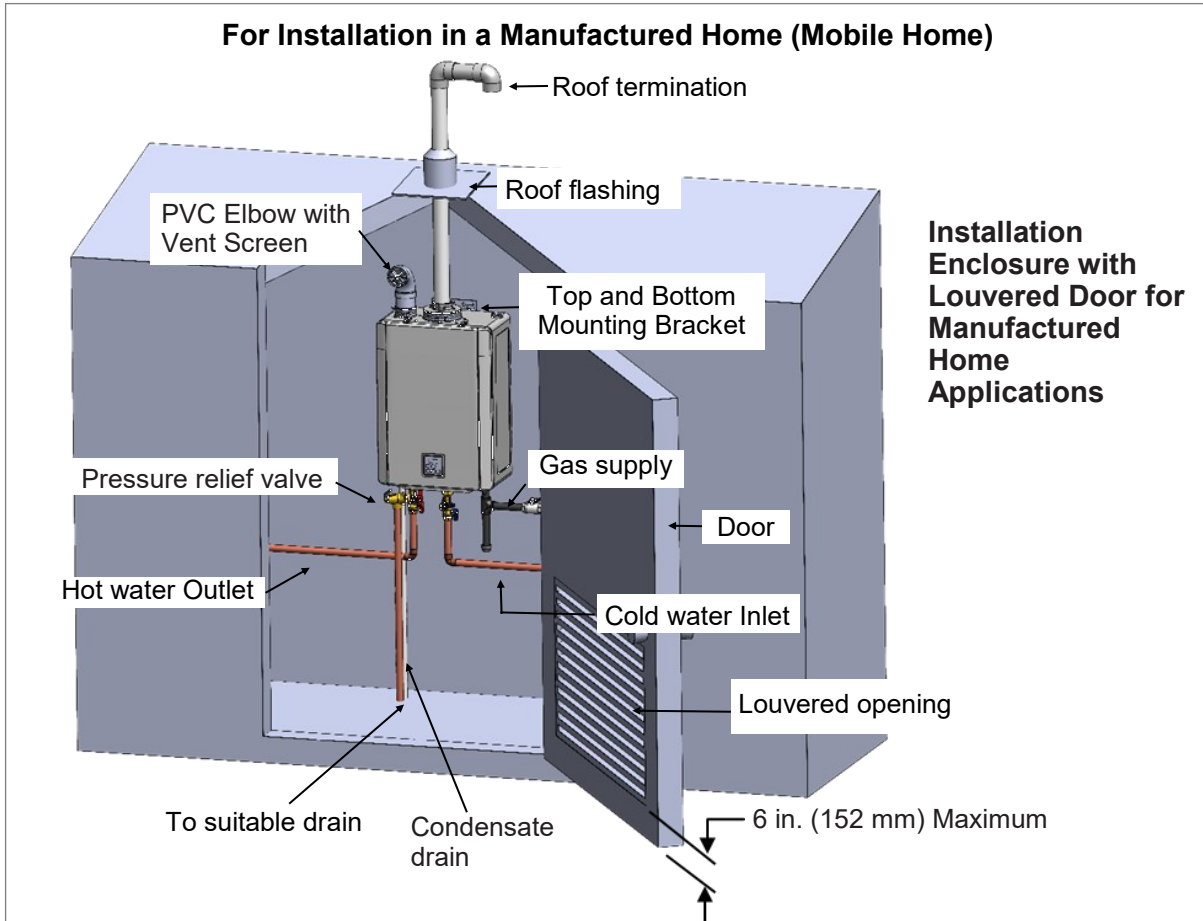 For Installation in a Manufactured Home (Mobile Home)
Roof termination
Roof flashing
PVC Elbow with
Vent Screen
Installation
Enclosure with
Louvered Door for
Manufactured
Home
Applications
Top and Bottom
Mounting Bracket
Gas supply
Pressure relief valve
Door
Hot water Outlet
Cold water Inlet
Louvered opening
To suitable drain
Condensate
drain
6 in. (152 mm) Maximum